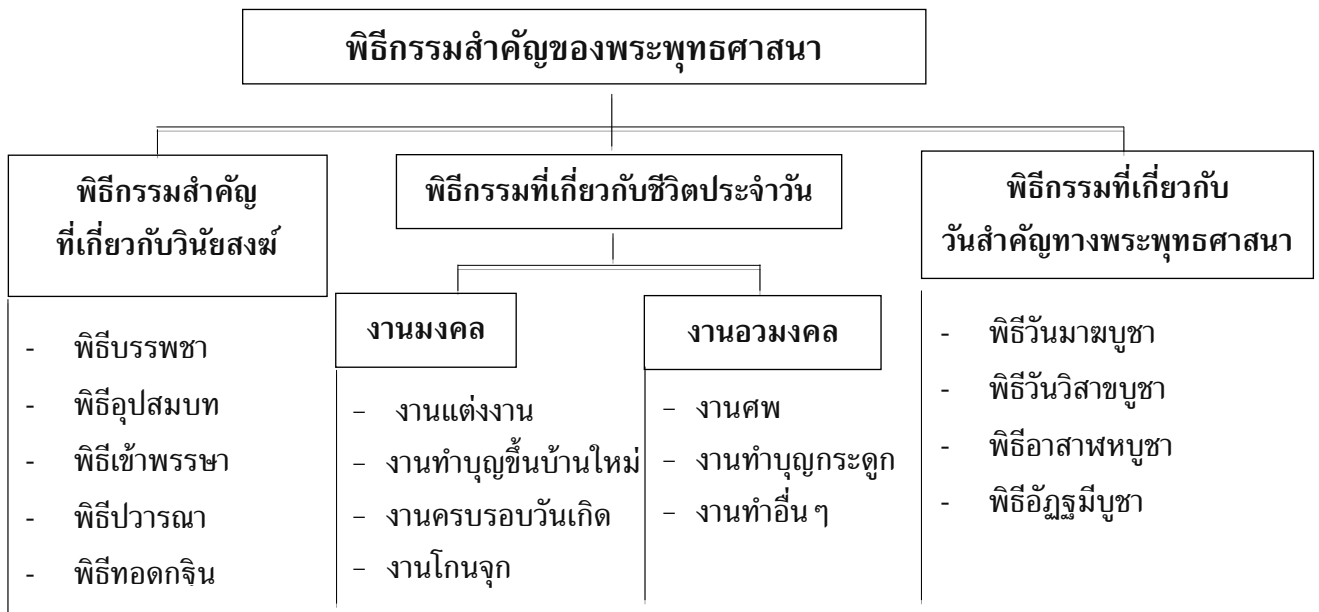 พิธีกรรมสำคัญของพระพุทธศาสนา
พิธีกรรมสำคัญ
ที่เกี่ยวกับวินัยสงฆ์
- พิธีบรรพชา
- พิธีอุปสมบท
- พิธีเข้าพรรษา
- พิธีปวารณา
- พิธีทอดกฐิน
พิธีกรรมที่เกี่ยวกับชีวิตประจำวัน
งานมงคล
- งานแต่งงาน
- งานทำบุญขึ้นบ้านใหม่
- งานครบรอบวันเกิด
- งานโกนจุก
งานอวมงคล
- งานศพ
- งานทำบุญกระดูก
- งานทำอื่น ๆ
พิธีกรรมที่เกี่ยวกับ
วันสำคัญทางพระพุทธศาสนา
- พิธีวันมาฆบูชา
- พิธีวันวิสาขบูชา
- พิธีอาสาฬหบูชา
- พิธีอัฏฐมีบูชา